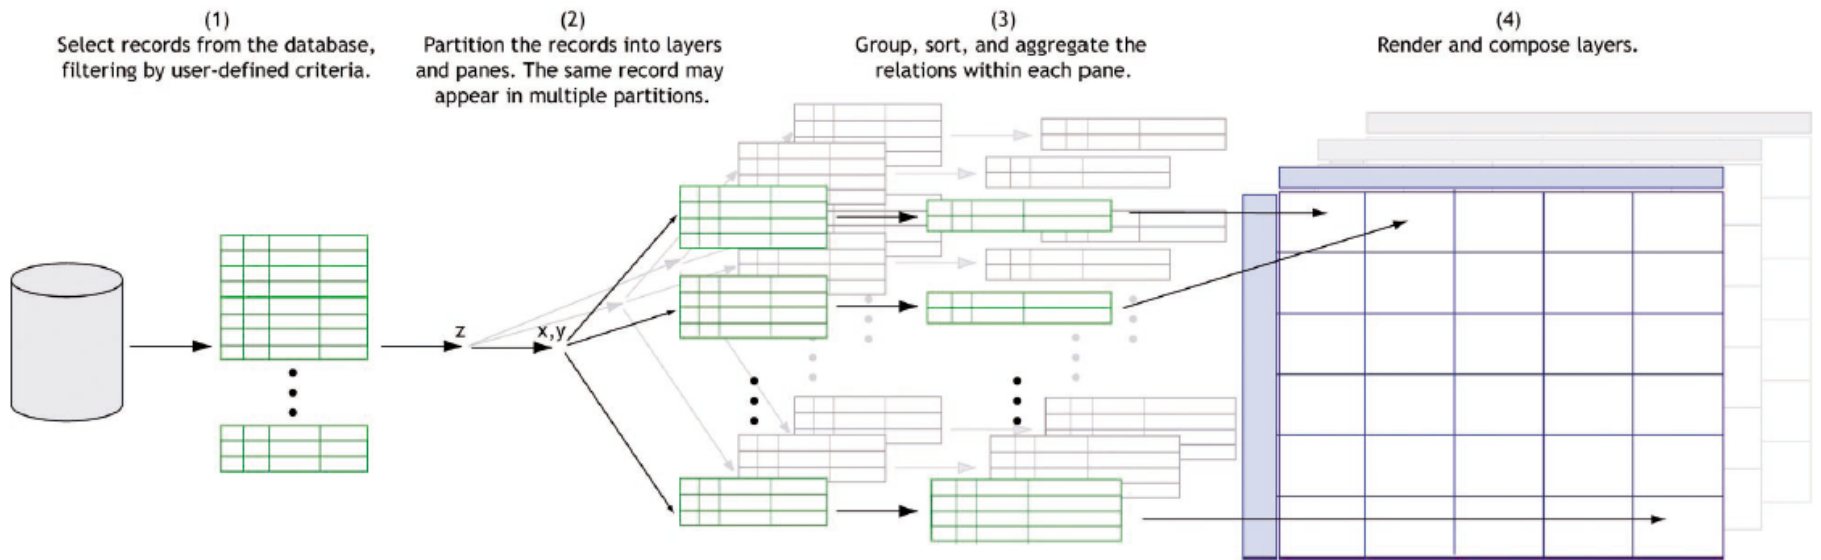 (1)
Select records from the database,
filtering by user-defined criteria.
(2)
Partition the records into layers
and panes. The same record may
appear in multiple partitions.
(3)
Group, sort, and aggregate the
relations within each pane.
(4)
Render and compose layers.
z
x,y